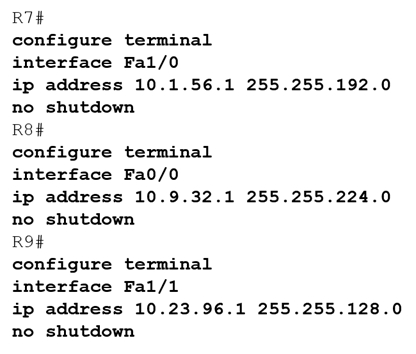 R7#
configure terminal
interface Fa1/0
ip address 10.1.56.1 255.255.192.0
no shutdown
R8#
configure terminal
interface Fa0/0
ip address 10.9.32.1 255.255.224.0
no shutdown
R9#
configure terminal
interface Fa1/1
ip address 10.23.96.1 255.255.128.0
no shutdown